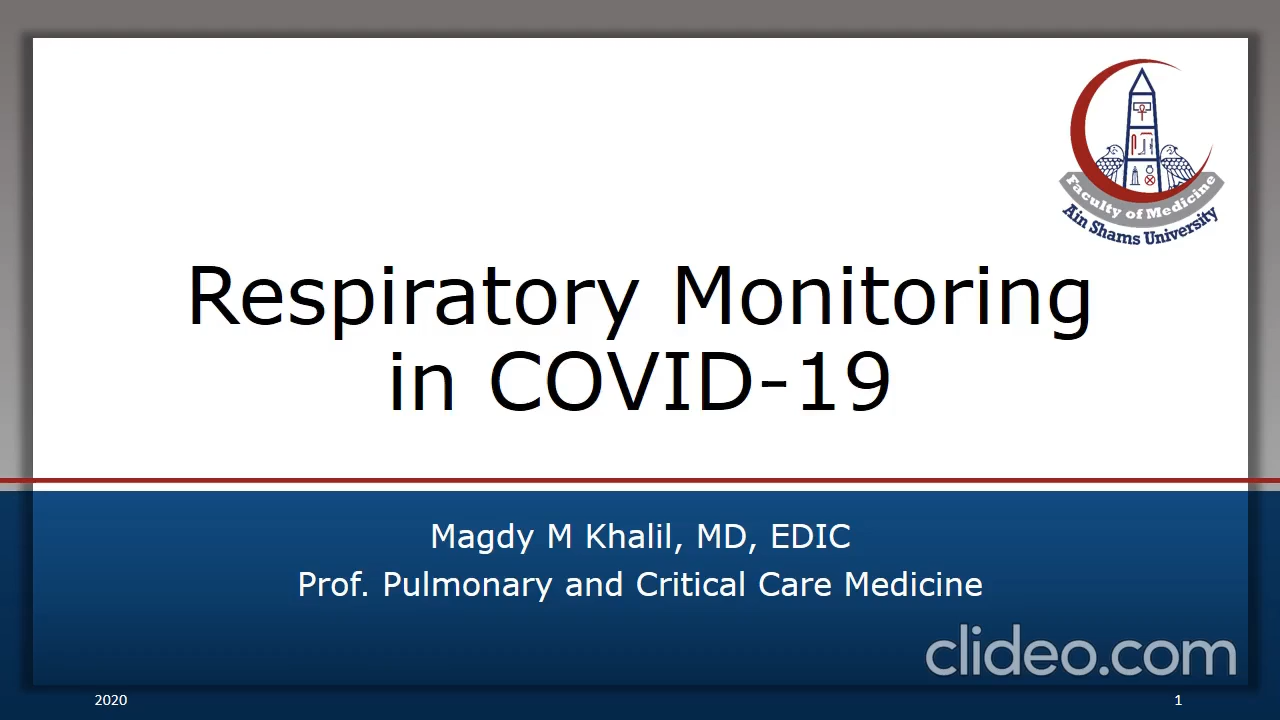 Faculty of Medicine
Ain Shams University
Respiratory Monitoring
in COVID-19
Magdy M Khalil, MD, EDIC
Prof. Pulmonary and Critical Care Medicine
clideo.com
2020
1